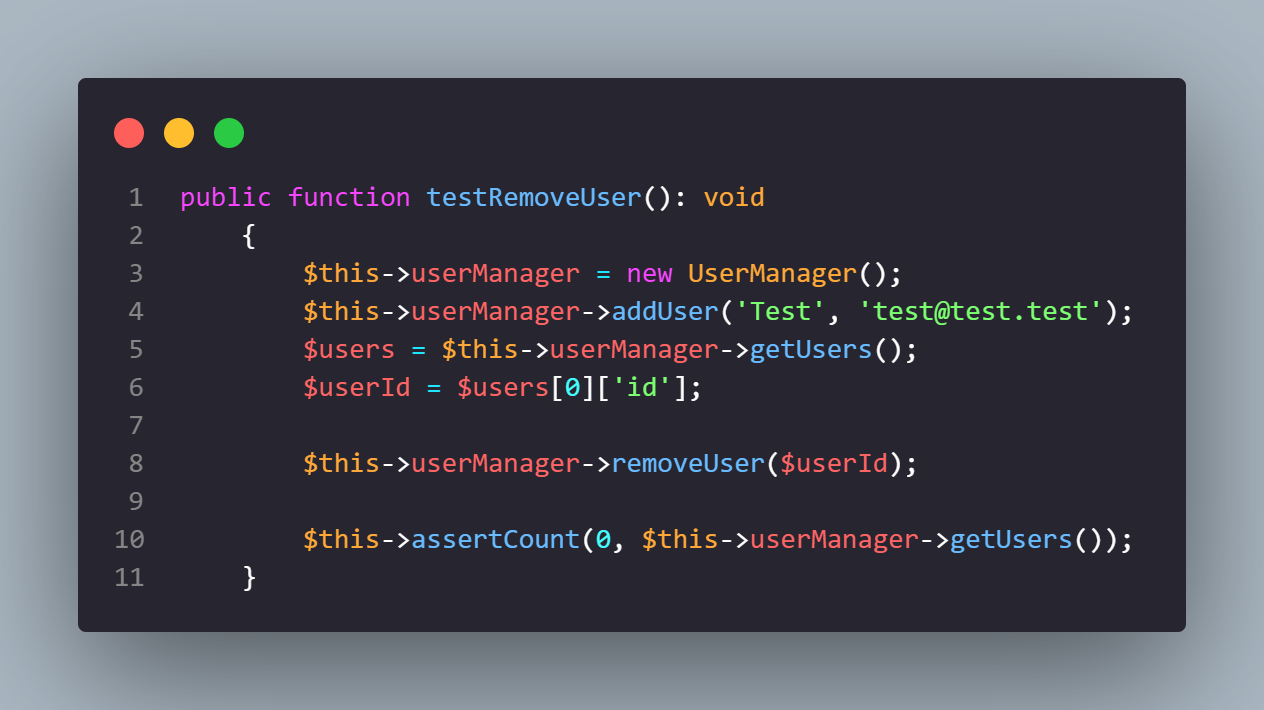 1 public function testRemoveUser(): void
2     {
3         $this->userManager = new UserManager();
4         $this->userManager->addUser('Test', 'test@test.test');
5         $users = $this->userManager->getUsers();
6         $userId = $users[0]['id'];
7
8         $this->userManager->removeUser($userId);
9
10         $this->assertCount(0, $this->userManager->getUsers());
11     }